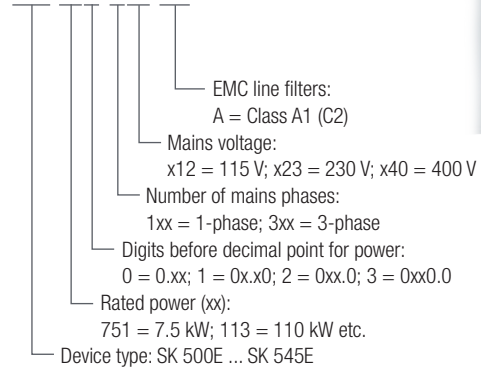 EMC line filters:
A = Class A1 (C2)
Mains voltage:
x12 = 115 V; x23 = 230 V; x40 = 400 V
Number of mains phases:
1xx = 1-phase; 3xx = 3-phase
Digits before decimal point for power:
0 = 0.xx; 1 = 0x.x0; 2 = 0xx.0; 3 = 0xx0.0
Rated power (xx):
751 = 7.5 kW; 113 = 110 kW etc.
Device type: SK 500E ... SK 545E